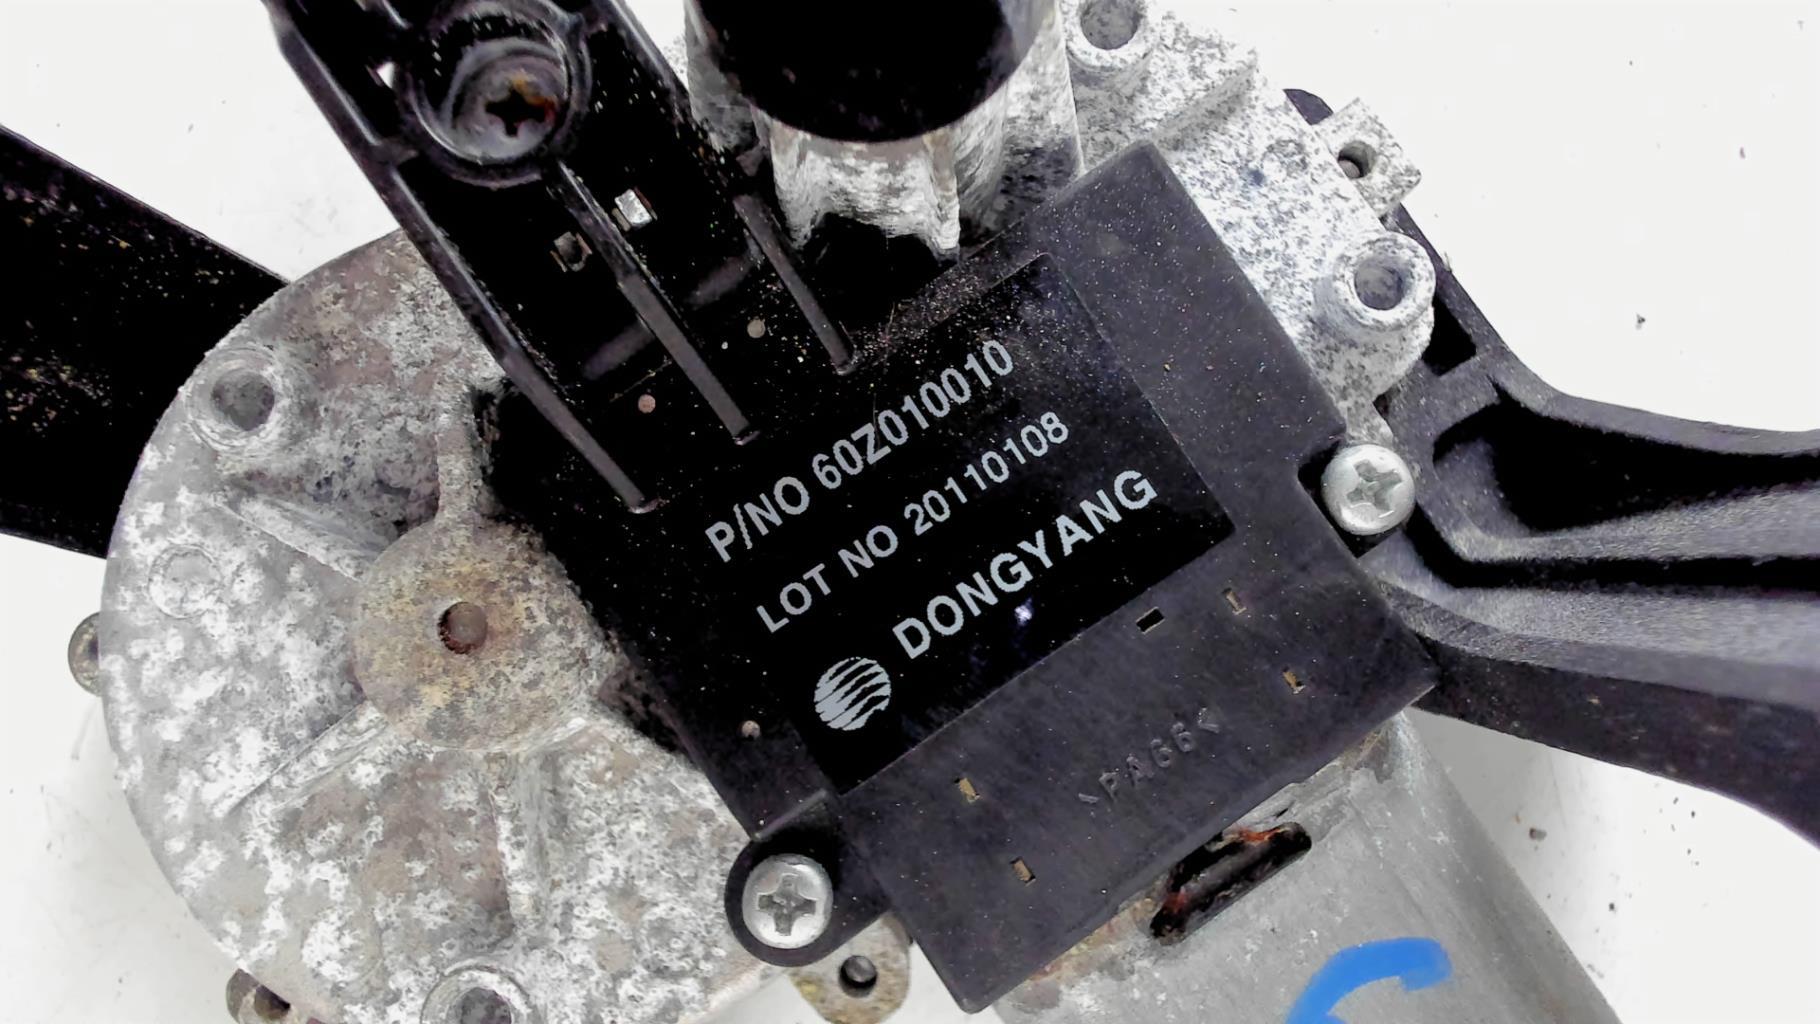 P/NO 60Z010010
LOT NO 20110108
DONGYANG
>PA66<